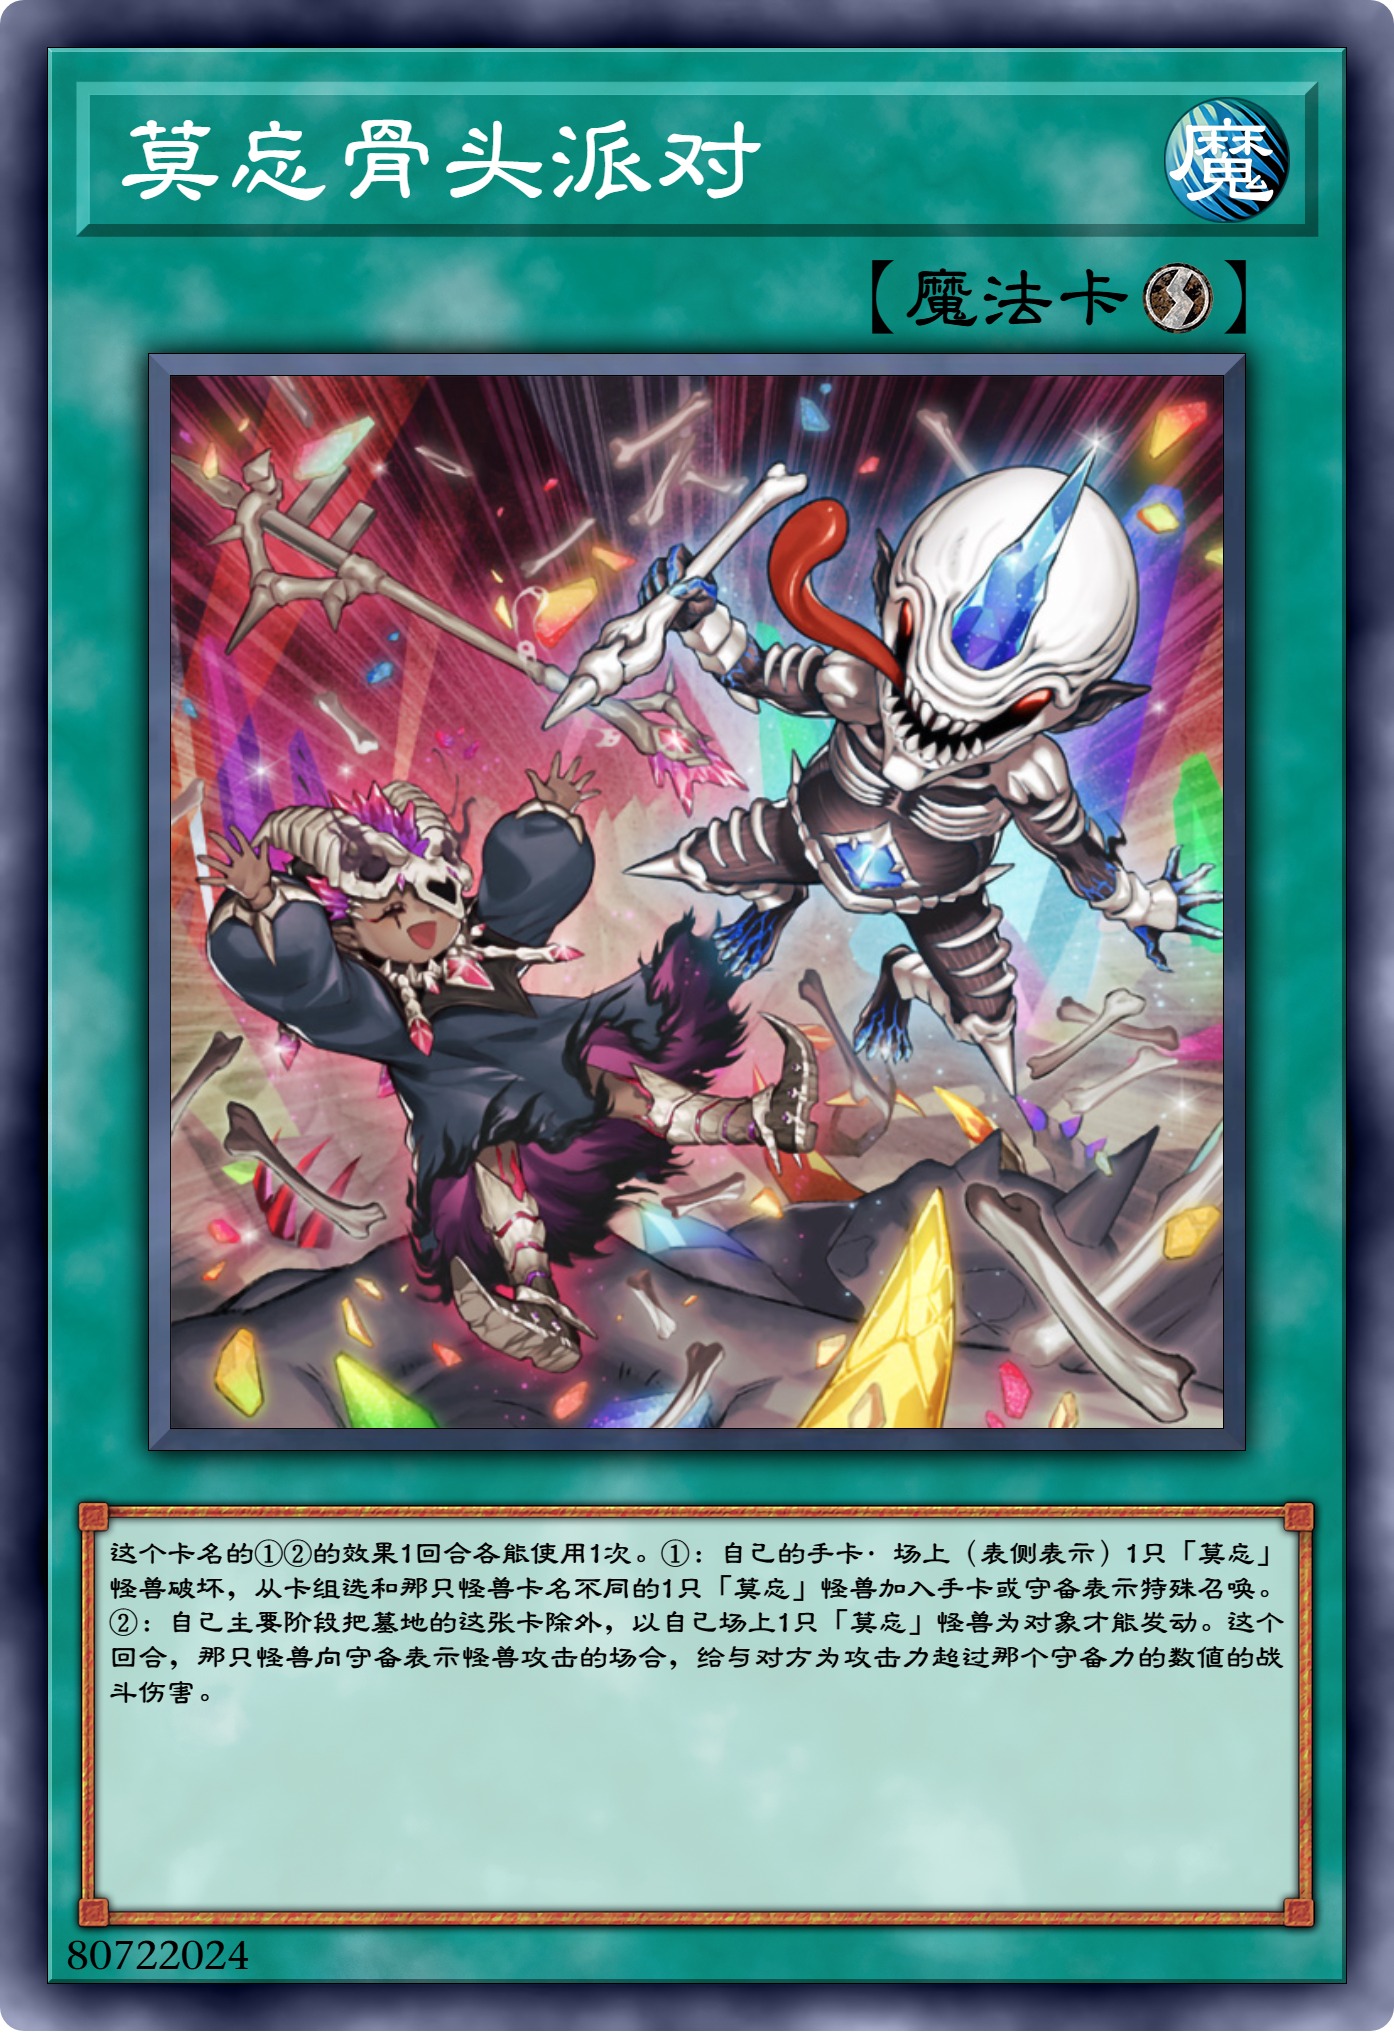 莫忘骨头派对
魔
【魔法卡】
这个卡名的①②的效果1回合各能使用1次。①：自己的手卡·场上（表侧表示）1只「莫忘」
怪兽破坏，从卡组选和那只怪兽卡名不同的1只「莫忘」怪兽加入手卡或守备表示特殊召唤。
②：自己主要阶段把墓地的这张卡除外，以自己场上1只「莫忘」怪兽为对象才能发动。这个
回合，那只怪兽向守备表示怪兽攻击的场合，给与对方为攻击力超过那个守备力的数值的战
斗伤害。
80722024